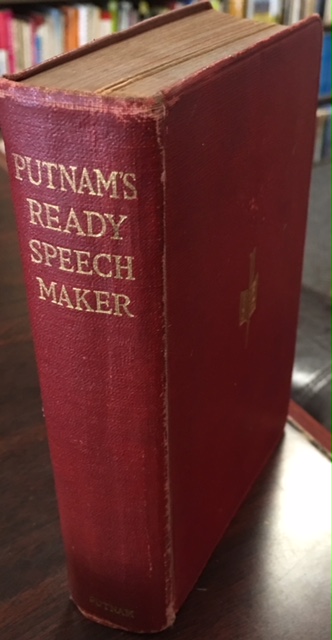 PUTNAM'S
READY
SPEECH
MAKER
PUTNAM